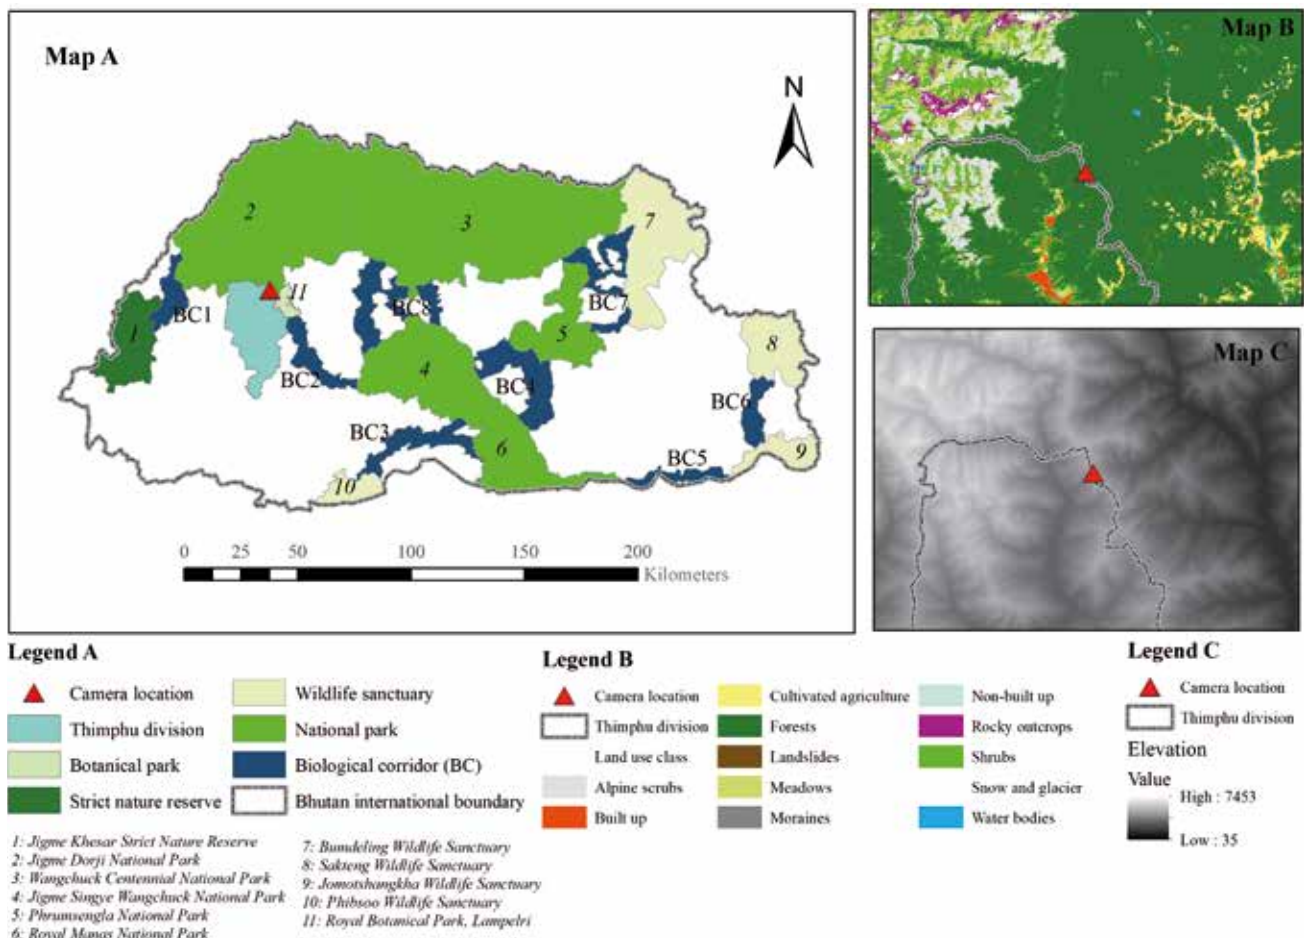 Map A
N
2
3
7
11
BC1
BC8
BC7
1
5
8
BC2
4
BC4
BC6
BC3
6
BC5
9
10
0 25 50 100 150 200
Kilometers
Map B
Map C
Legend A
Camera location
Thimphu division
Botanical park
Strict nature reserve
Wildlife sanctuary
National park
Biological corridor (BC)
Bhutan international boundary
1: Jigme Khesar Strict Nature Reserve
2: Jigme Dorji National Park
3: Wangchuck Centennial National Park
4: Jigme Singye Wangchuck National Park
5: Phrumsengla National Park
6: Royal Manas National Park
7: Bumdeling Wildlife Sanctuary
8: Sakteng Wildlife Sanctuary
9: Jomotshangkha Wildlife Sanctuary
10: Phibsoo Wildlife Sanctuary
11: Royal Botanical Park, Lampelri
Legend B
Camera location
Thimphu division
Land use class
Alpine scrubs
Built up
Cultivated agriculture
Forests
Landslides
Meadows
Moraines
Non-built up
Rocky outcrops
Shrubs
Snow and glacier
Water bodies
Legend C
Camera location
Thimphu division
Elevation
Value
High : 7453
Low : 35